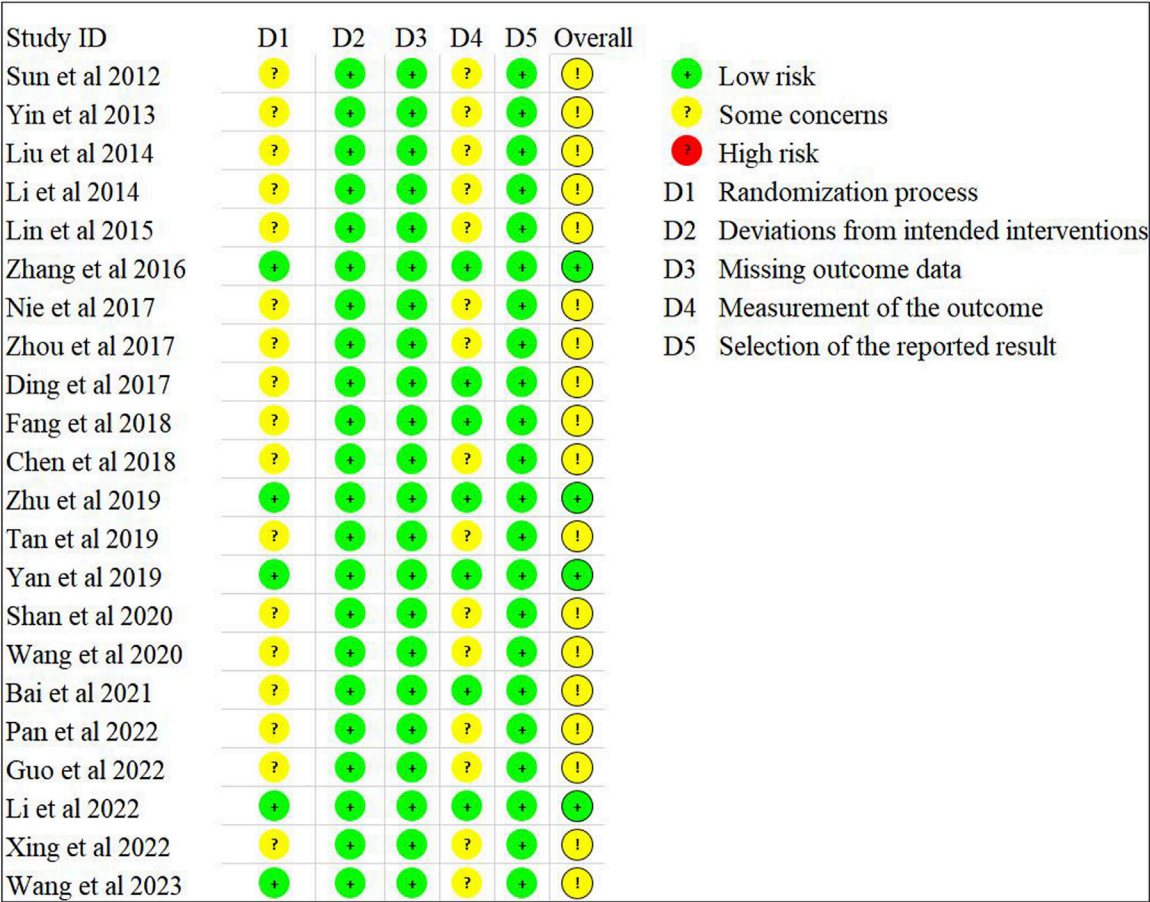 Study ID D1 D2 D3 D4 D5 Overall
Sun et al 2012 ? + + ? + !
Yin et al 2013 ? + + ? + !
Liu et al 2014 ? + + ? + !
Li et al 2014 ? + + ? + !
Lin et al 2015 ? + + ? + !
Zhang et al 2016 + + + + + +
Nie et al 2017 ? + + ? + !
Zhou et al 2017 ? + + ? + !
Ding et al 2017 ? + + + + !
Fang et al 2018 ? + + + + !
Chen et al 2018 ? + + ? + !
Zhu et al 2019 + + + + + +
Tan et al 2019 ? + + ? + !
Yan et al 2019 + + + + + +
Shan et al 2020 ? + + ? + !
Wang et al 2020 ? + + ? + !
Bai et al 2021 ? + + + + !
Pan et al 2022 ? + + ? + !
Guo et al 2022 ? + + ? + !
Li et al 2022 + + + + + +
Xing et al 2022 ? + + ? + !
Wang et al 2023 + + + ? + !
+ Low risk
? Some concerns
? High risk
D1 Randomization process
D2 Deviations from intended interventions
D3 Missing outcome data
D4 Measurement of the outcome
D5 Selection of the reported result